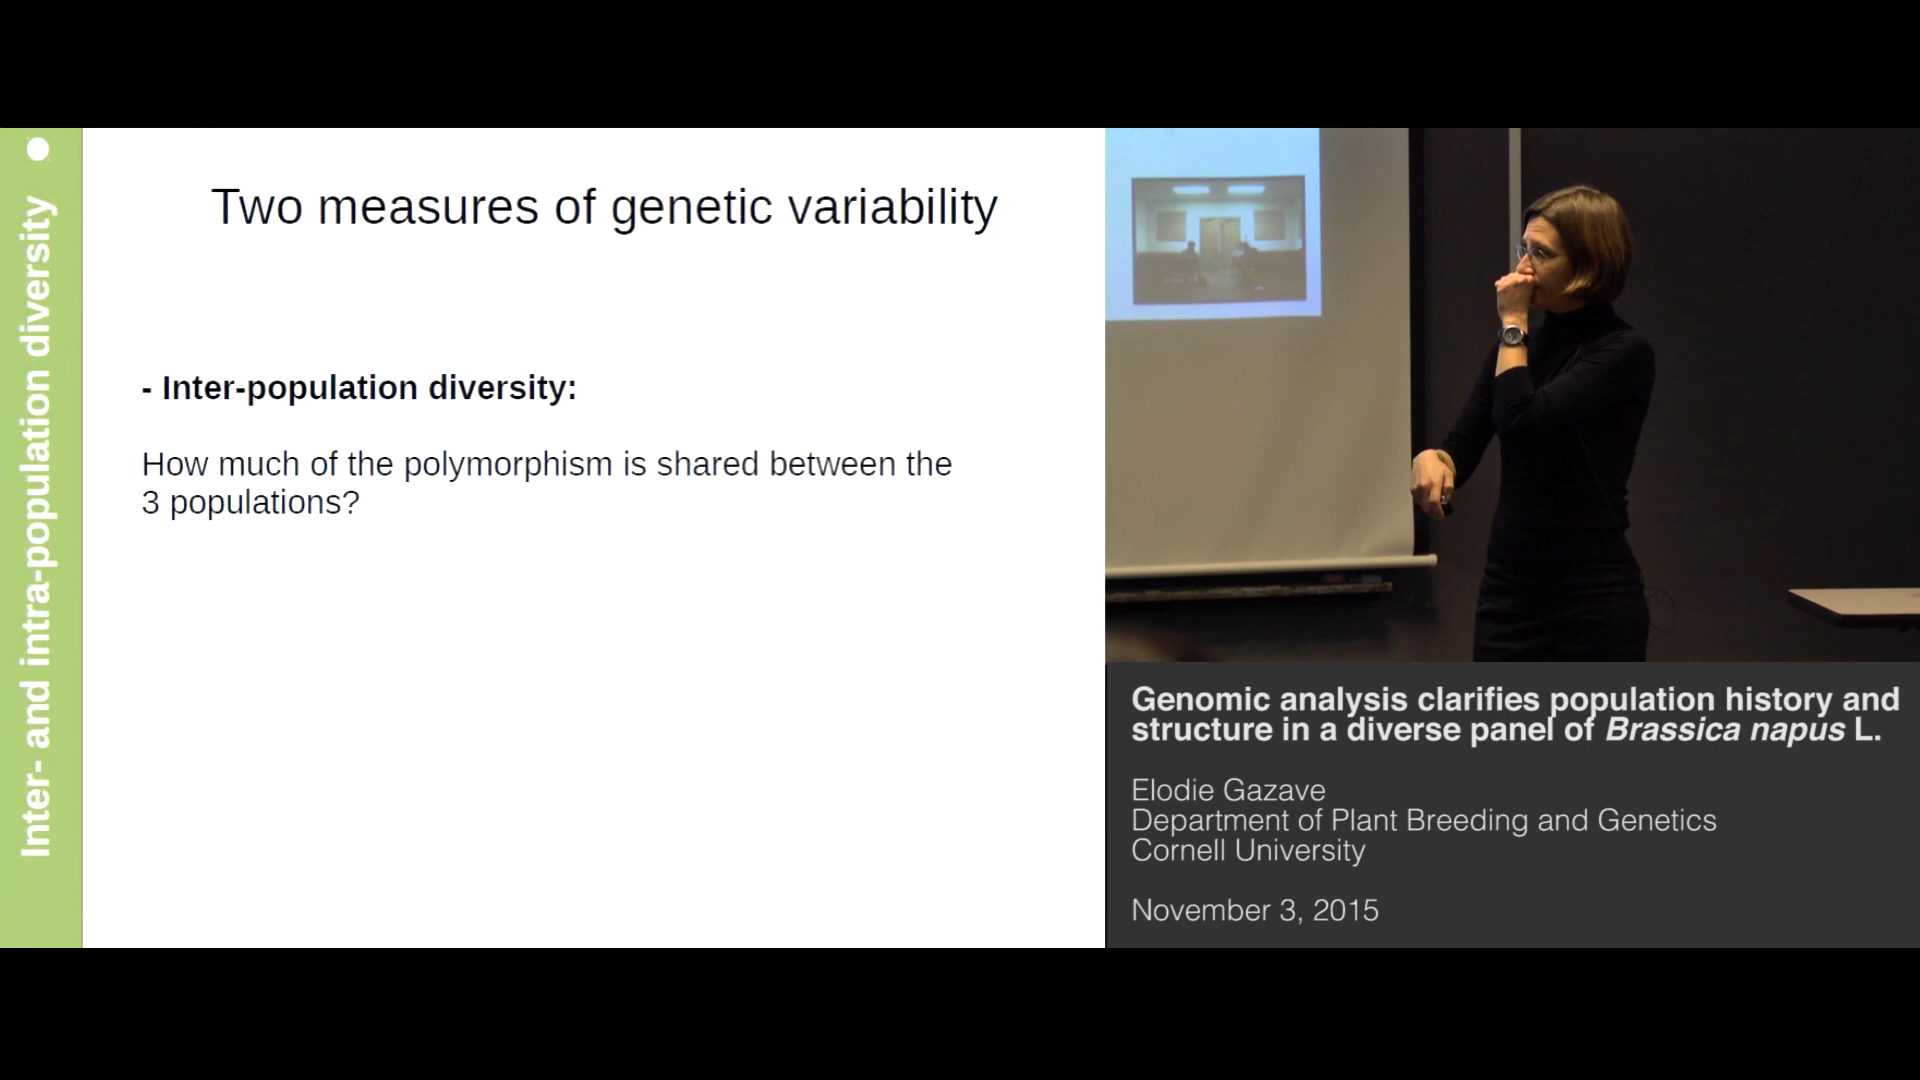 Inter- and intra-population diversity
Two measures of genetic variability
- Inter-population diversity:
How much of the polymorphism is shared between the
3 populations?
Genomic analysis clarifies population history and
structure in a diverse panel of Brassica napus L.
Elodie Gazave
Department of Plant Breeding and Genetics
Cornell University
November 3, 2015